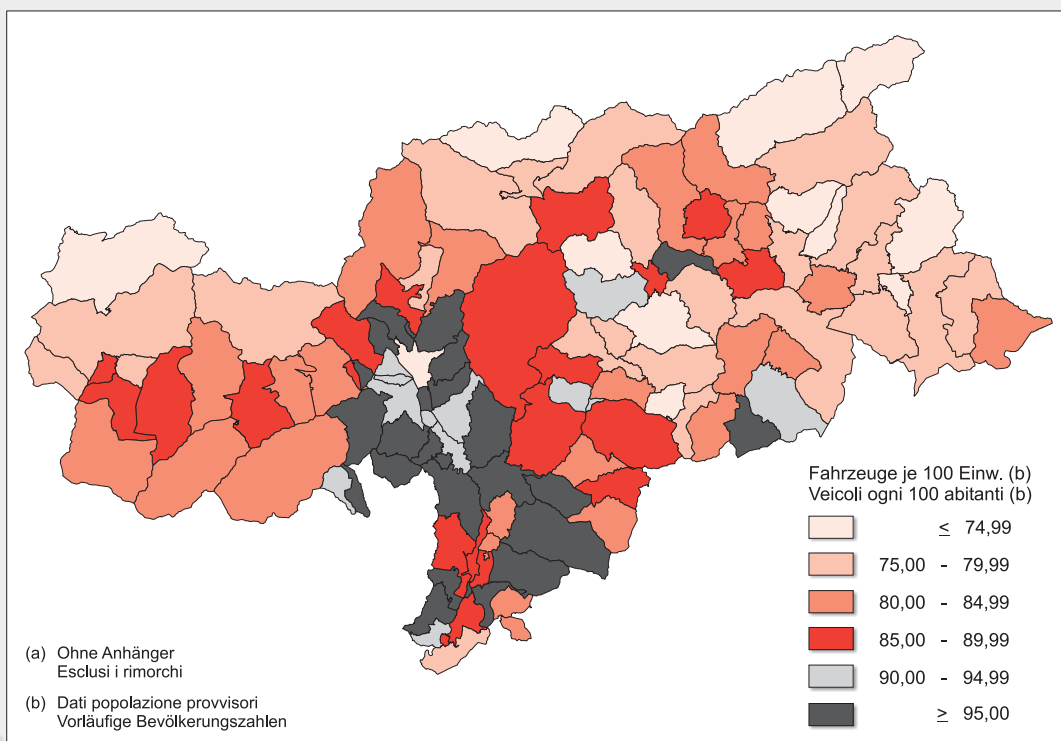 Fahrzeuge je 100 Einw. (b)
Veicoli ogni 100 abitanti (b)
≤ 74,99
75,00 - 79,99
80,00 - 84,99
85,00 - 89,99
90,00 - 94,99
≥ 95,00
(a) Ohne Anhänger
Esclusi i rimorchi
(b) Dati popolazione provvisori
Vorläufige Bevölkerungszahlen